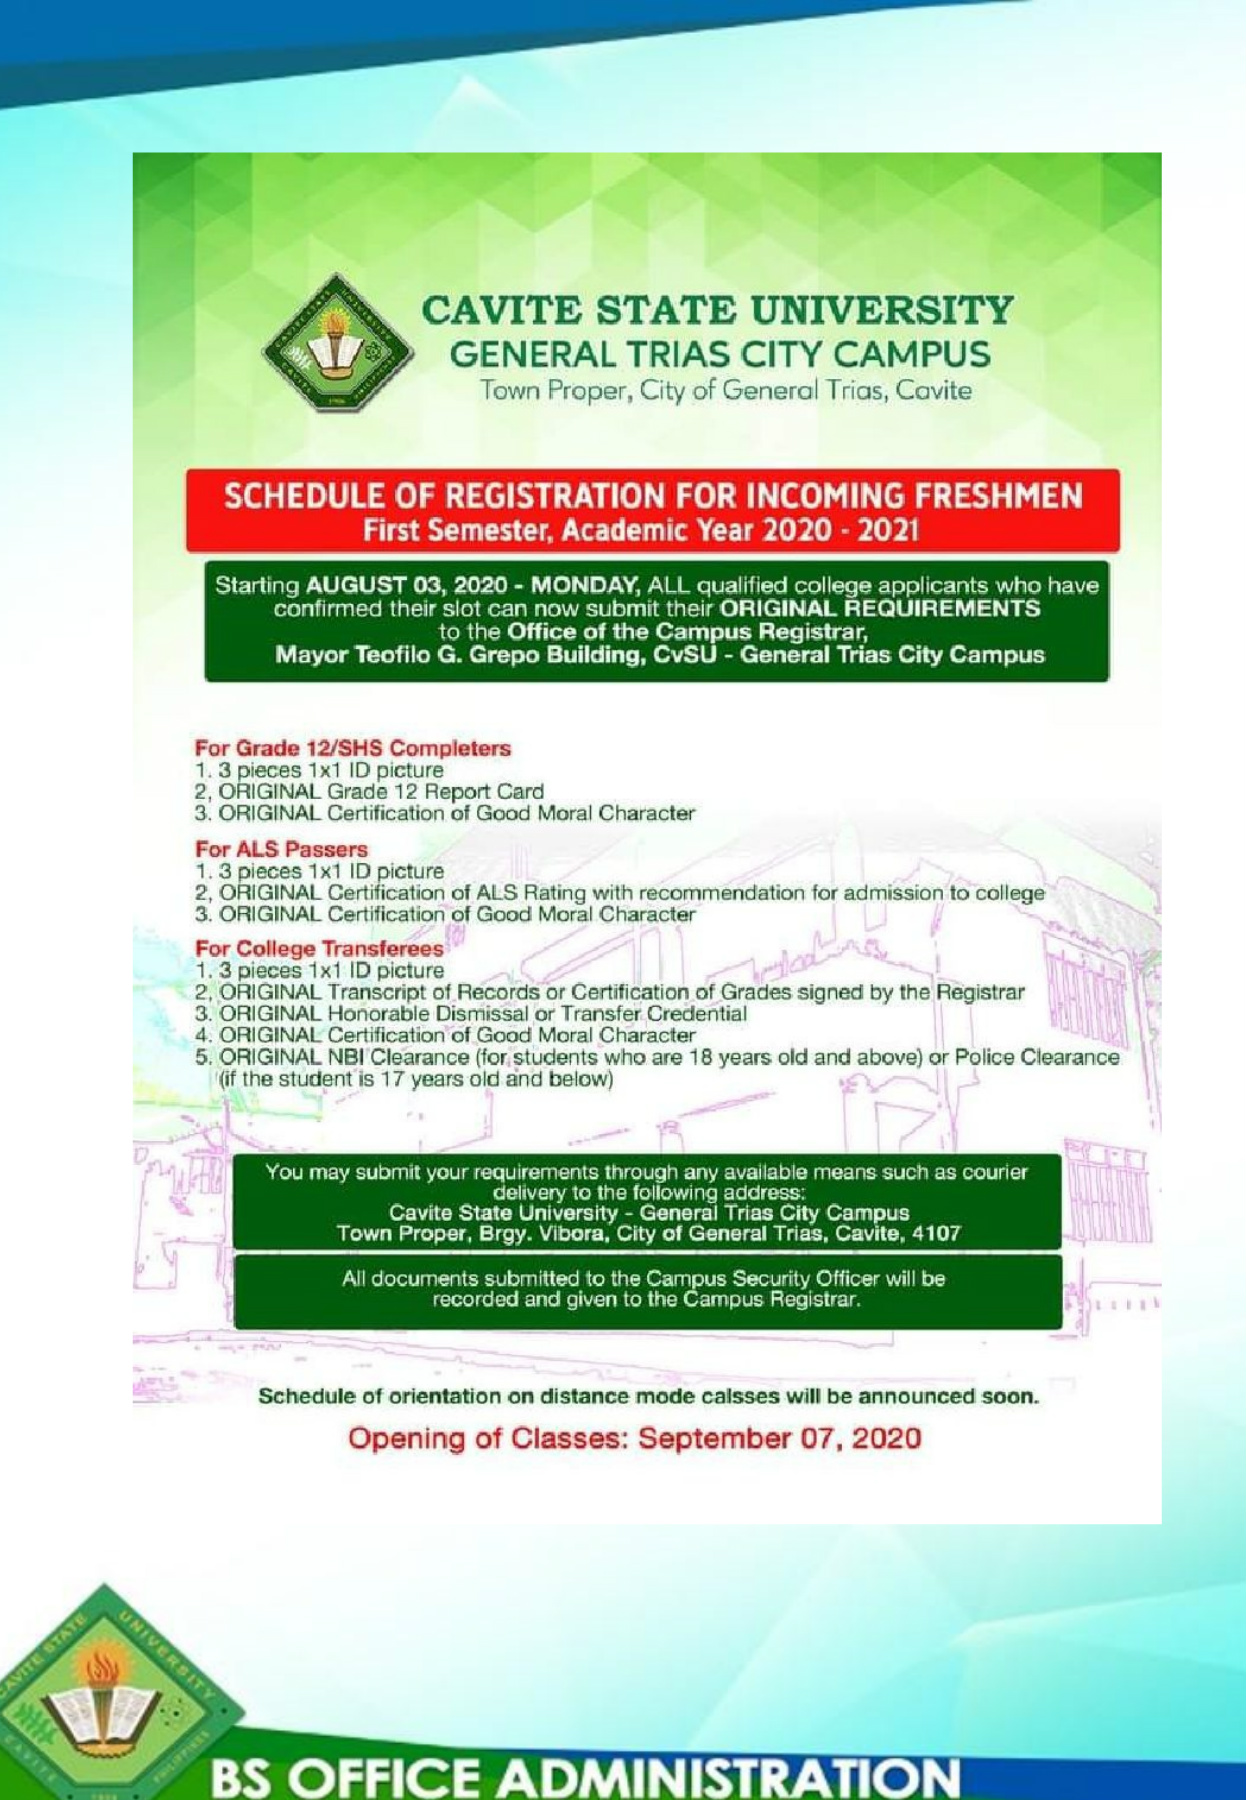 CAVITE STATE UNIVERSITY
GENERAL TRIAS CITY CAMPUS
Town Proper, City of General Trias, Cavite
SCHEDULE OF REGISTRATION FOR INCOMING FRESHMEN
First Semester, Academic Year 2020 - 2021
Starting AUGUST 03, 2020 - MONDAY, ALL qualified college applicants who have
confirmed their slot can now submit their ORIGINAL REQUIREMENTS
to the Office of the Campus Registrar,
Mayor Teofilo G. Grepo Building, CvSU - General Trias City Campus
For Grade 12/SHS Completers
1. 3 pieces 1x1 ID picture
2, ORIGINAL Grade 12 Report Card
3. ORIGINAL Certification of Good Moral Character
For ALS Passers
1. 3 pieces 1x1 ID picture
2, ORIGINAL Certification of ALS Rating with recommendation for admission to college
3. ORIGINAL Certification of Good Moral Character
For College Transferees
1. 3 pieces 1x1 ID picture
2, ORIGINAL Transcript of Records or Certification of Grades signed by the Registrar
3. ORIGINAL Honorable Dismissal or Transfer Credential
4. ORIGINAL Certification of Good Moral Character
5. ORIGINAL NBI Clearance (for students who are 18 years old and above) or Police Clearance
(if the student is 17 years old and below)
You may submit your requirements through any available means such as courier
delivery to the following address:
Cavite State University - General Trias City Campus
Town Proper, Brgy. Vibora, City of General Trias, Cavite, 4107
All documents submitted to the Campus Security Officer will be
recorded and given to the Campus Registrar.
Schedule of orientation on distance mode calsses will be announced soon.
Opening of Classes: September 07, 2020
CAVITE STATE UNIVERSITY
CAVITE PHILIPPINES
BS OFFICE ADMINISTRATION